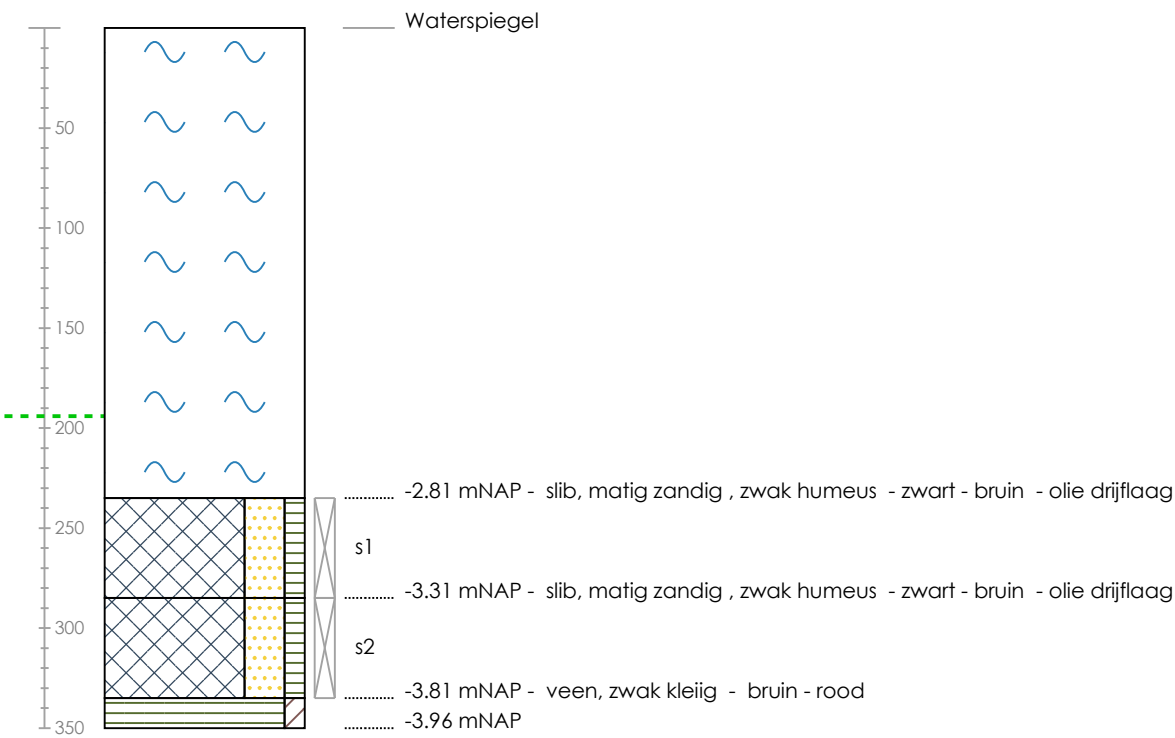 Waterspiegel
50
100
150
200
-2.81 mNAP - slib, matig zandig , zwak humeus - zwart - bruin - olie drijflaag
250
s1
-3.31 mNAP - slib, matig zandig , zwak humeus - zwart - bruin - olie drijflaag
300
s2
-3.81 mNAP - veen, zwak kleiig - bruin - rood
-3.96 mNAP
350